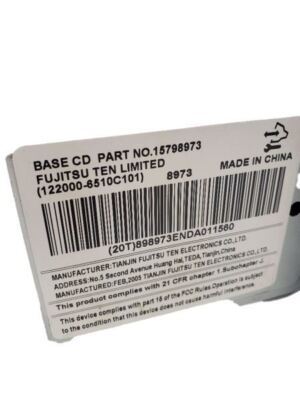 BASE CD PART NO.15798973
FUJITSU TEN LIMITED
(122000-6510C101) 8973
MADE IN CHINA
(20T)898973ENDA011560
MANUFACTURER:TIANJIN FUJITSU TEN ELECTRONICS CO.,LTD.
ADDRESS:No.5 Second Avenue Huang Hai,TEDA,Tianjin,China
MANUFACTURED:FEB,2005 TIANJIN FUJITSU TEN ELECTRONICS CO.,LTD.
This product complies with 21 CFR chapter 1.Subchapter J.
This device complies with part 15 of the FCC Rules Operation is subject
to the condition that this device does not cause harmful interference.